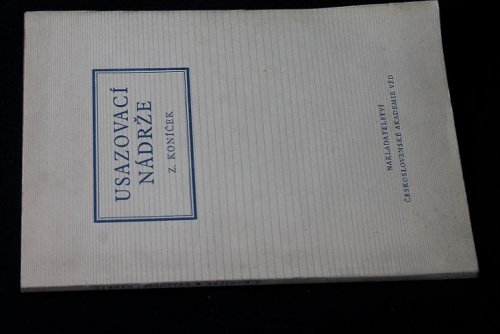 USAZOVACÍ
NÁDRŽE
Z. KONÍČEK
NAKLADATELSTVÍ
ČESKOSLOVENSKÉ AKADEMIE VĚD